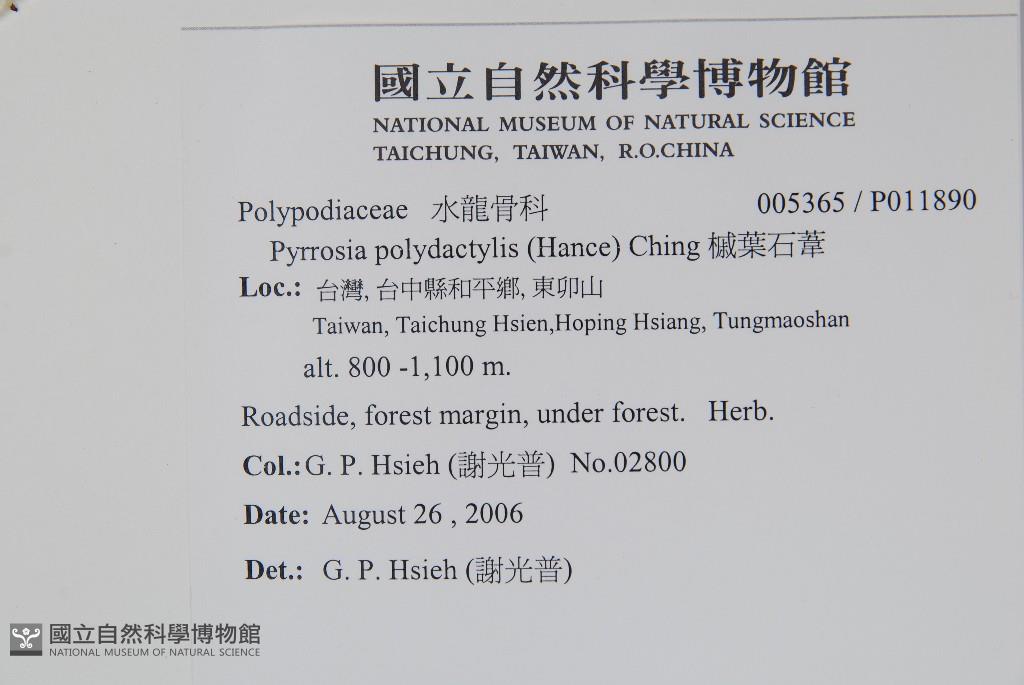 國立自然科學博物館
NATIONAL MUSEUM OF NATURAL SCIENCE
TAICHUNG, TAIWAN, R.O.CHINA
Polypodiaceae 水龍骨科 005365 / P011890
Pyrrosia polydactylis (Hance) Ching 槭葉石葦
Loc.: 台灣, 台中縣和平鄉, 東卯山
Taiwan, Taichung Hsien,Hoping Hsiang, Tungmaoshan
alt. 800 -1,100 m.
Roadside, forest margin, under forest. Herb.
Col.: G. P. Hsieh (謝光普) No.02800
Date: August 26 , 2006
Det.: G. P. Hsieh (謝光普)
國立自然科學博物館
NATIONAL MUSEUM OF NATURAL SCIENCE